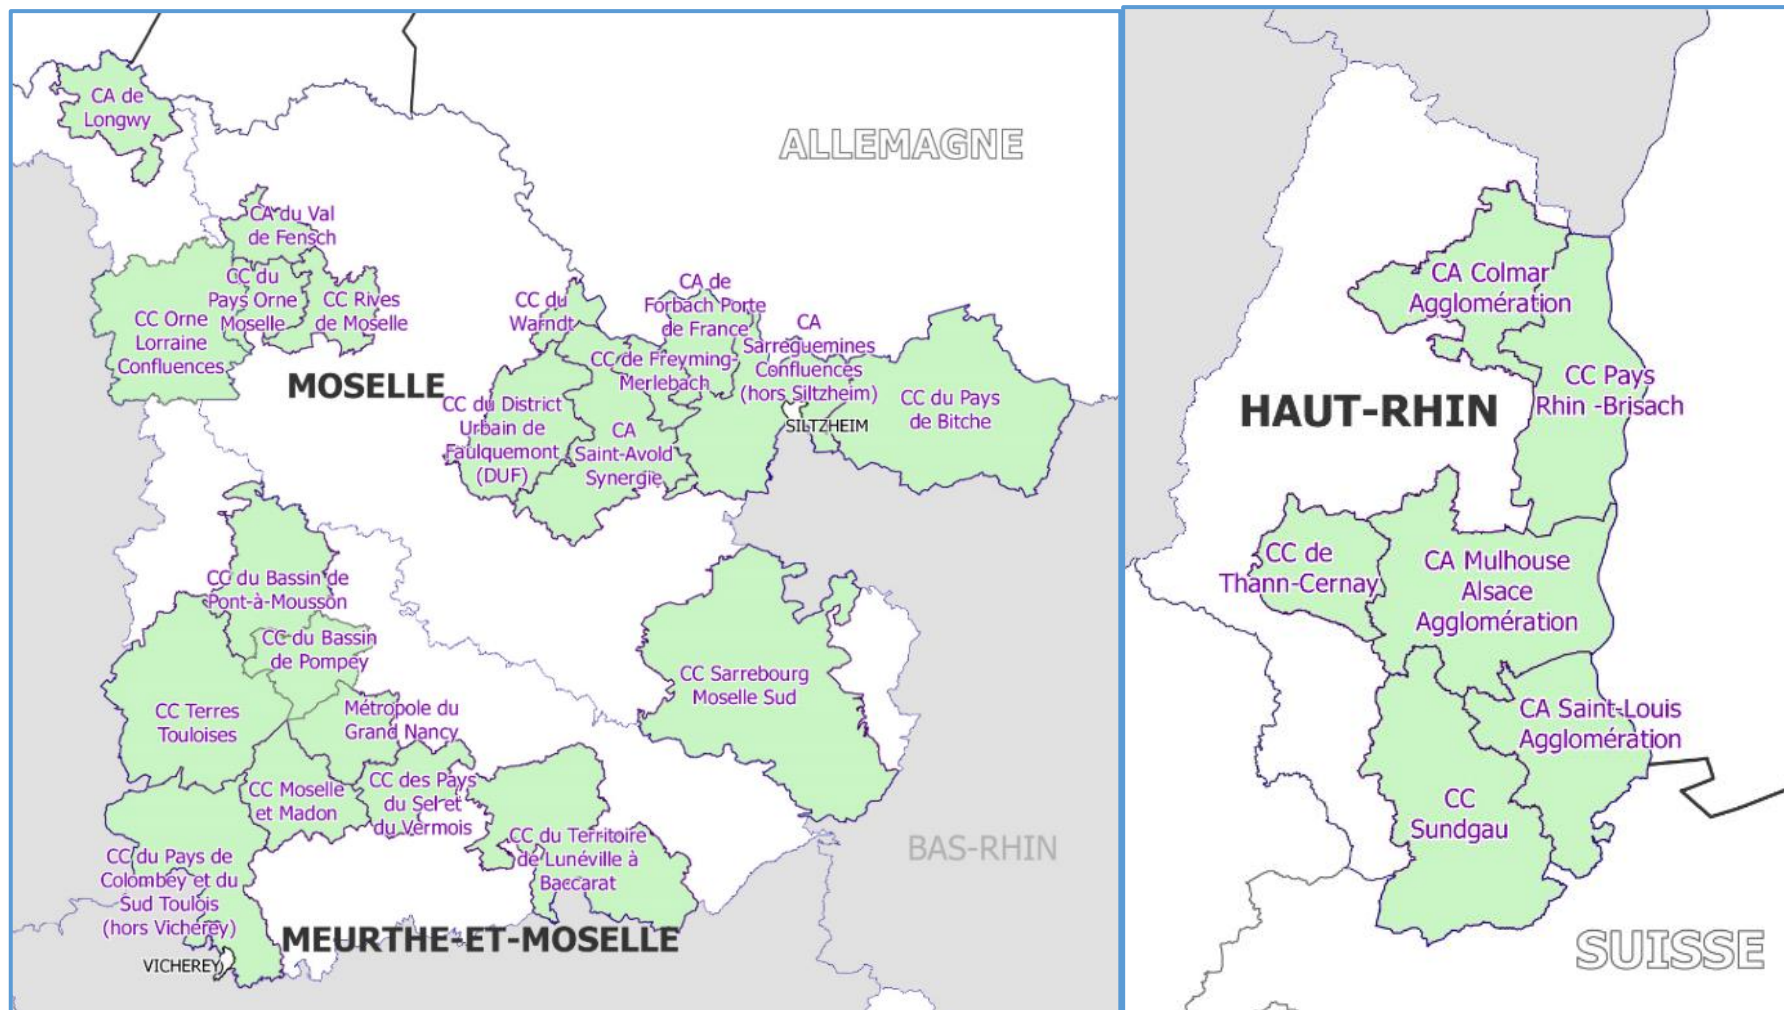 CA de
Longwy
ALLEMAGNE
CA du Val
de Fensch
CC du
Pays Orne
Moselle
CC Rives
de Moselle
CC Orne
Lorraine
Confluences
MOSELLE
CC du
Warndt
CA de
Forbach Porte
de France
CA
Sarreguemines
Confluences
(hors Siltzheim)
CC de Freyming-
Merlebach
CC du District
Urbain de
Faulquemont
(DUF)
CA
Saint-Avold
Synergie
SILTZHEIM
CC du Pays
de Bitche
CC du Bassin de
Pont-à-Mousson
CC du Bassin
de Pompey
CC Terres
Touloises
Métropole du
Grand Nancy
CC Sarrebourg
Moselle Sud
CC Moselle
et Madon
CC des Pays
du Sel et
du Vermois
CC du Territoire
de Lunéville à
Baccarat
CC du Pays de
Colombey et du
Sud Toulois
(hors Vicherey)
BAS-RHIN
MEURTHE-ET-MOSELLE
VICHEREY
CA Colmar
Agglomération
CC Pays
Rhin -Brisach
HAUT-RHIN
CC de
Thann-Cernay
CA Mulhouse
Alsace
Agglomération
CA Saint-Louis
Agglomération
CC
Sundgau
SUISSE